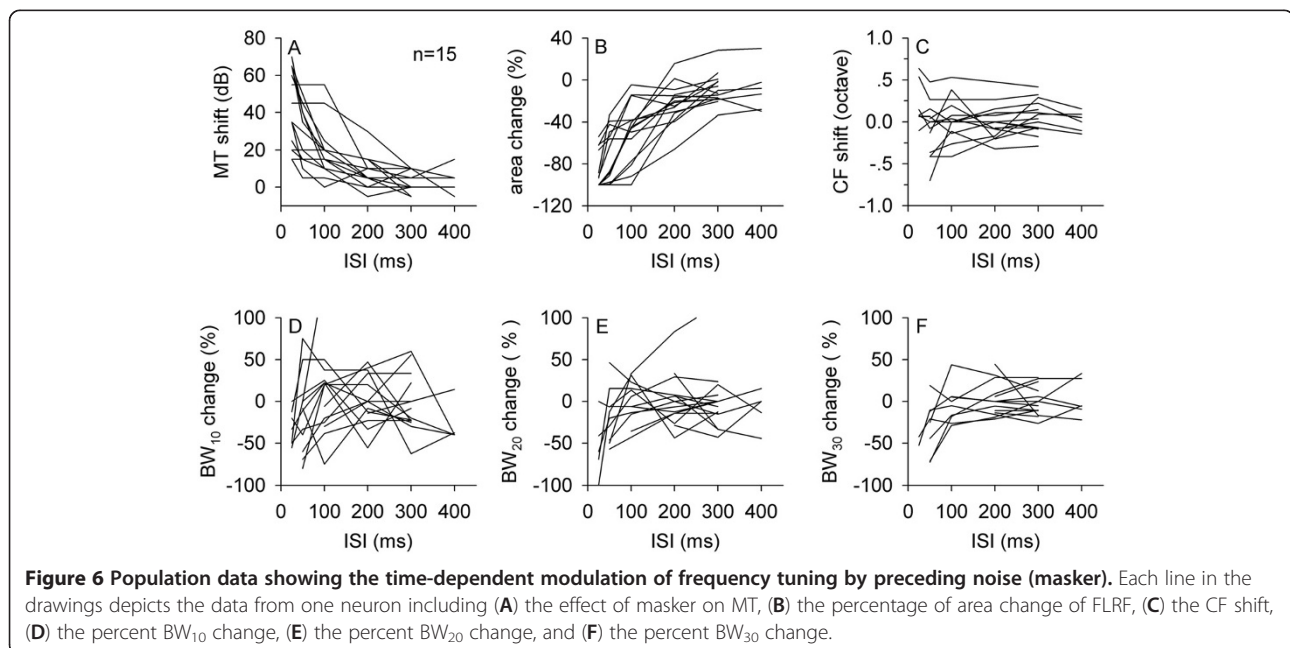 A
n=15
MT shift (dB)
80
60
40
20
0
0 100 200 300 400
ISI (ms)
B
area change (%)
40
0
-40
-80
-120
0 100 200 300 400
ISI (ms)
C
CF shift (octave)
1.0
0.5
0.0
-.5
-1.0
0 100 200 300 400
ISI (ms)
D
BW10 change (%)
100
50
0
-50
-100
0 100 200 300 400
ISI (ms)
E
BW20 change ( % )
100
50
0
-50
-100
0 100 200 300 400
ISI (ms)
F
BW30 change ( % )
100
50
0
-50
-100
0 100 200 300 400
ISI (ms)
Figure 6 Population data showing the time-dependent modulation of frequency tuning by preceding noise (masker). Each line in the
drawings depicts the data from one neuron including (A) the effect of masker on MT, (B) the percentage of area change of FLRF, (C) the CF shift,
(D) the percent BW10 change, (E) the percent BW20 change, and (F) the percent BW30 change.